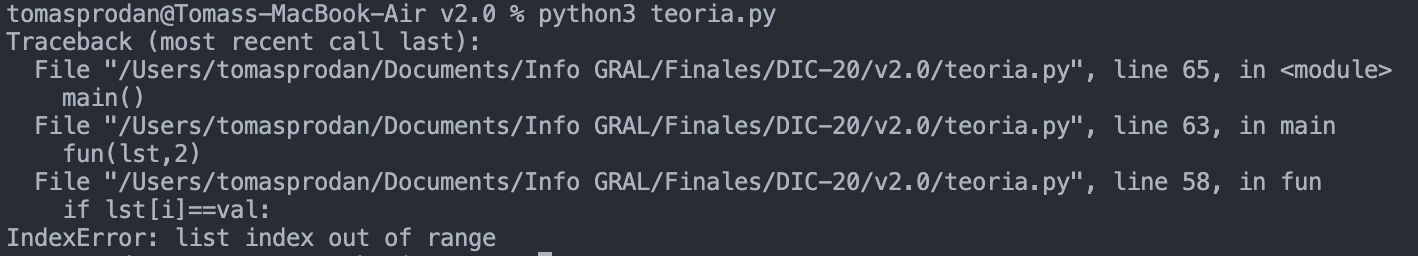 tomasprodan@Tomass-MacBook-Air v2.0 % python3 teoria.py
Traceback (most recent call last):
  File "/Users/tomasprodan/Documents/Info GRAL/Finales/DIC-20/v2.0/teoria.py", line 65, in <module>
    main()
  File "/Users/tomasprodan/Documents/Info GRAL/Finales/DIC-20/v2.0/teoria.py", line 63, in main
    fun(lst,2)
  File "/Users/tomasprodan/Documents/Info GRAL/Finales/DIC-20/v2.0/teoria.py", line 58, in fun
    if lst[i]==val:
IndexError: list index out of range